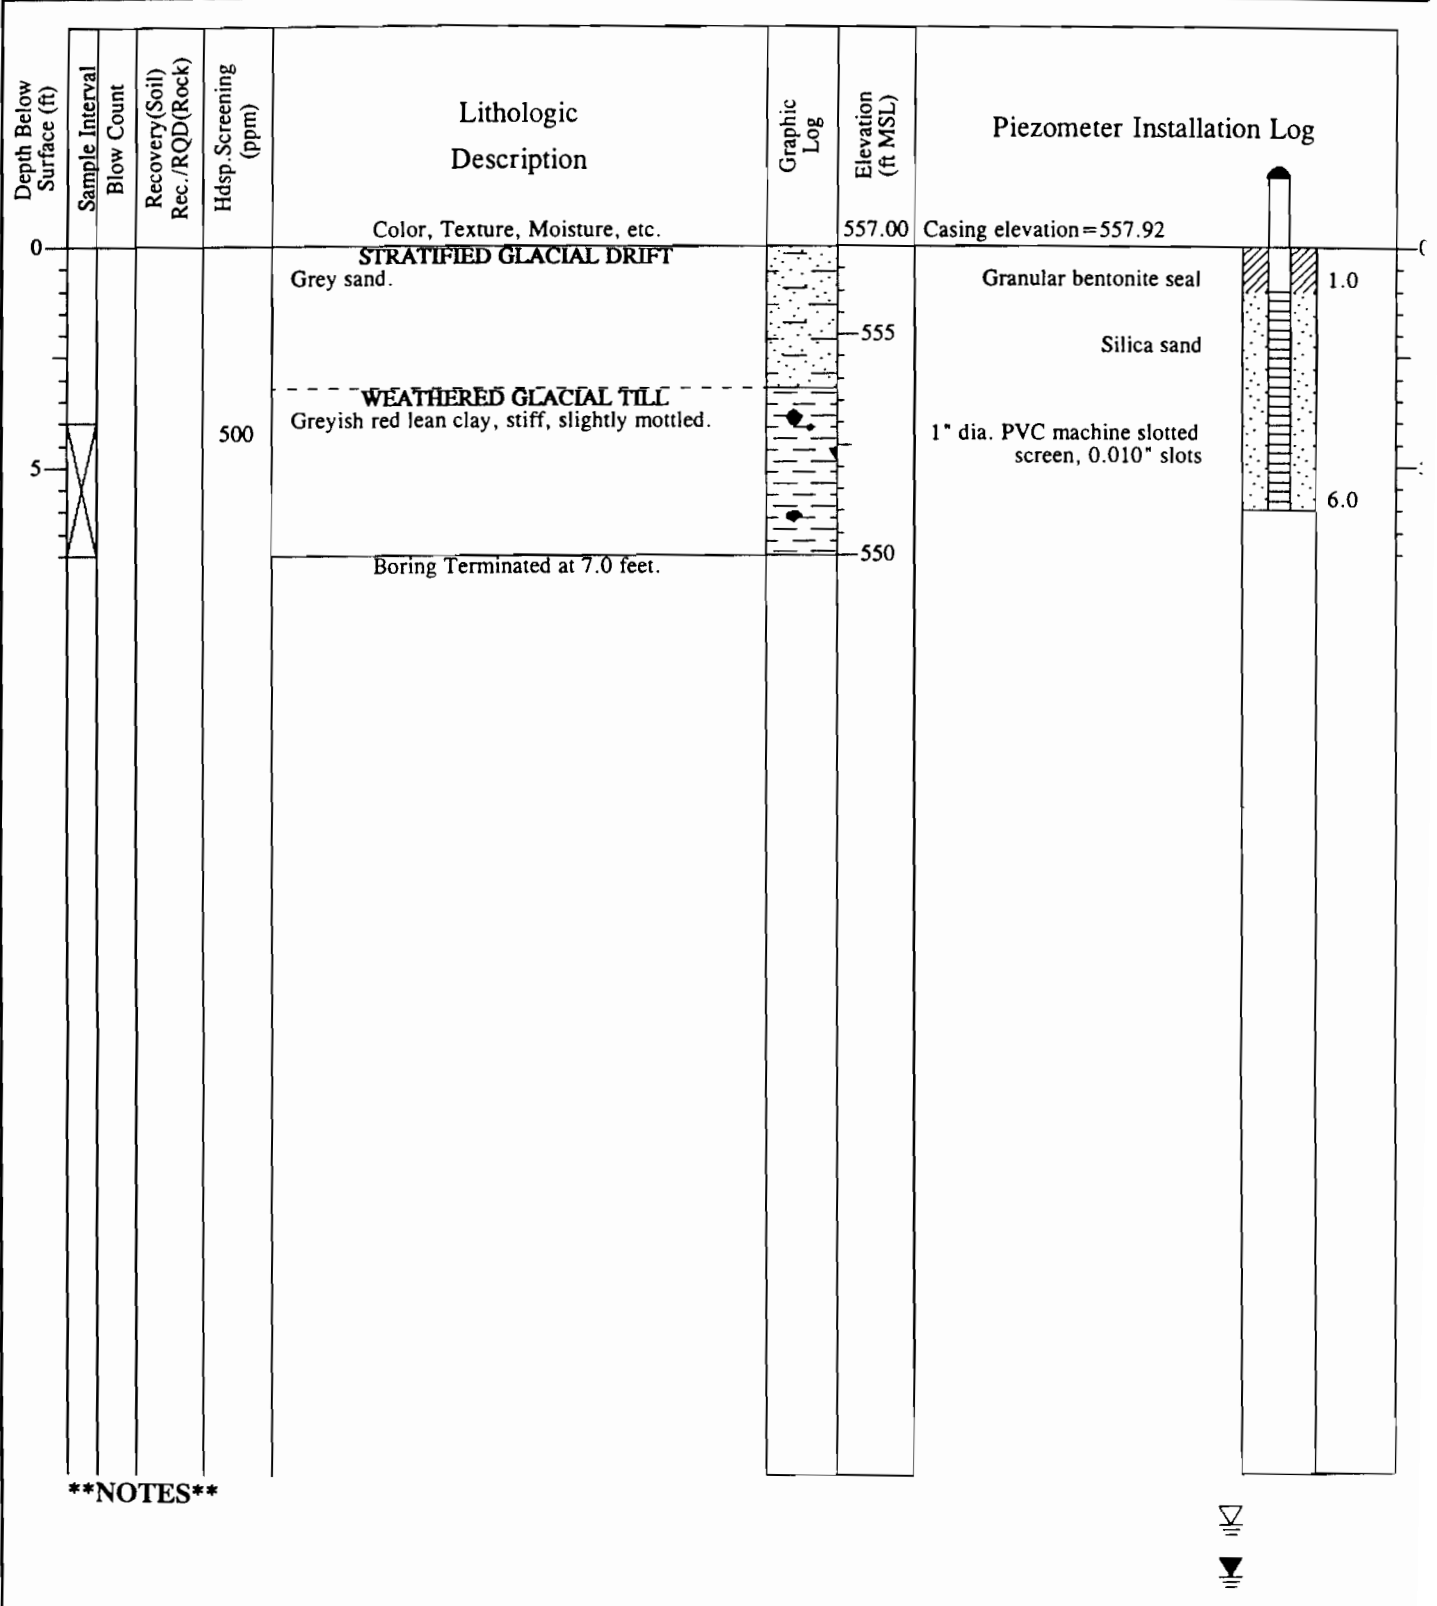 Depth Below
Surface (ft)
Sample Interval
Blow Count
Recovery(Soil)
Rec./RQD(Rock)
Hdsp.Screening
(ppm)
Lithologic
Description
Color, Texture, Moisture, etc.
Graphic
Log
Elevation
(ft MSL)
Piezometer Installation Log
557.00
Casing elevation=557.92
0
STRATIFIED GLACIAL DRIFT
Grey sand.
Granular bentonite seal
1.0
555
Silica sand
WEATHERED GLACIAL TILL
Greyish red lean clay, stiff, slightly mottled.
500
1" dia. PVC machine slotted
screen, 0.010" slots
5
6.0
550
Boring Terminated at 7.0 feet.
**NOTES**